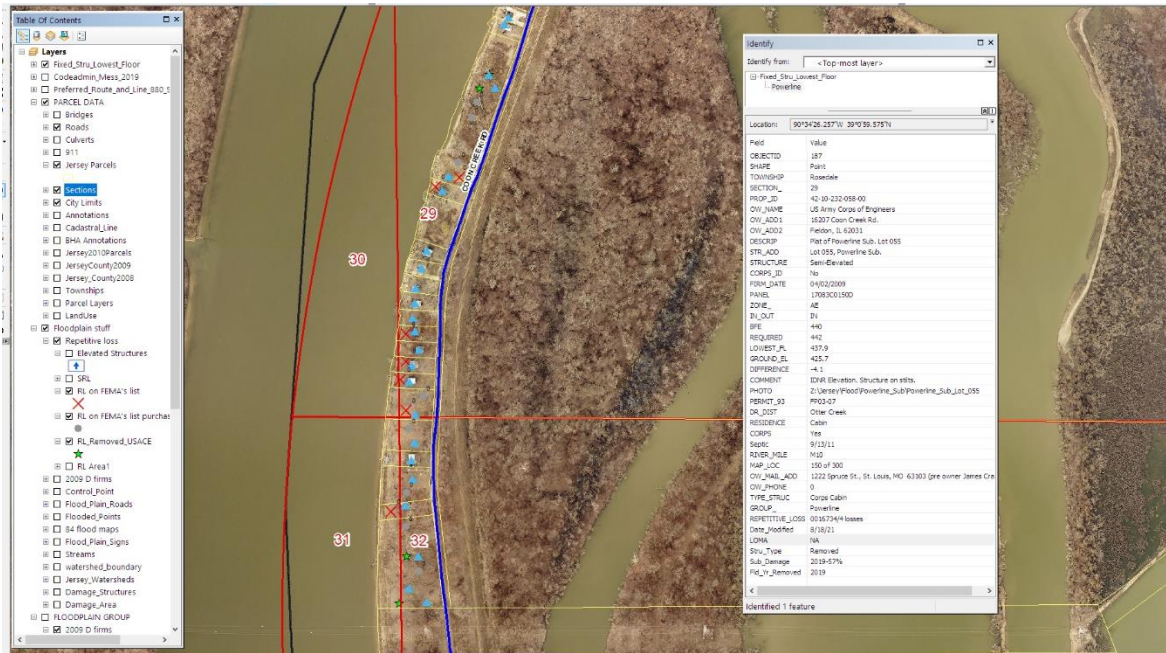 Table Of Contents
Layers
Fixed_Stru_Lowest_Floor
Codeadmin_Mess_2019
Preferred_Route_and_Line_880_S
PARCEL DATA
Bridges
Roads
Culverts
911
Jersey Parcels
Sections
City Limits
Annotations
Cadastral_Line
BHA Annotations
Jersey2010Parcels
JerseyCounty2009
Jersey_County2008
Townships
Parcel Layers
LandUse
Floodplain stuff
Repetitive loss
Elevated Structures
SRL
RL on FEMA's list
RL on FEMA's list purchas
RL_Removed_USACE
RL Area1
2009 D firms
Control_Point
Flood_Plain_Roads
Flooded_Points
84 flood maps
Flood_Plain_Signs
Streams
watershed_boundary
Jersey_Watersheds
Damage_Structures
Damage_Area
FLOODPLAIN GROUP
2009 D firms
COON CREEK RD
29
30
31
32
Identify
Identify from: <Top-most layer>
Fixed_Stru_Lowest_Floor
Powerline
Location: 90°34'26.257"W 39°0'59.575"N
Field Value
OBJECTID 187
SHAPE Point
TOWNSHIP Rosedale
SECTION_ 29
PROP_ID 42-10-232-058-00
OW_NAME US Army Corps of Engineers
OW_ADD1 16207 Coon Creek Rd.
OW_ADD2 Fieldon, IL 62031
DESCRIP Plat of Powerline Sub. Lot 055
STR_ADD Lot 055, Powerline Sub.
STRUCTURE Semi-Elevated
CORPS_ID No
FIRM_DATE 04/02/2009
PANEL 17083C0150D
ZONE_ AE
IN_OUT IN
BFE 440
REQUIRED 442
LOWEST_FL 437.9
GROUND_EL 425.7
DIFFERENCE -4.1
COMMENT IDNR Elevation. Structure on stilts.
PHOTO Z:\Jersey\Flood\Powerline_Sub\Powerline_Sub_Lot_055
PERMIT_93 FP03-07
DR_DIST Otter Creek
RESIDENCE Cabin
CORPS Yes
Septic 9/13/11
RIVER_MILE M10
MAP_LOC 150 of 300
OW_MAIL_ADD 1222 Spruce St., St. Louis, MO 63103 (pre owner James Cra
OW_PHONE 0
TYPE_STRUC Corps Cabin
GROUP_ Powerline
REPETITIVE_LOSS 0016734/4 losses
Date_Modified 8/18/21
LOMA NA
Stru_Type Removed
Sub_Damage 2019-57%
Fld_Yr_Removed 2019
Identified 1 feature